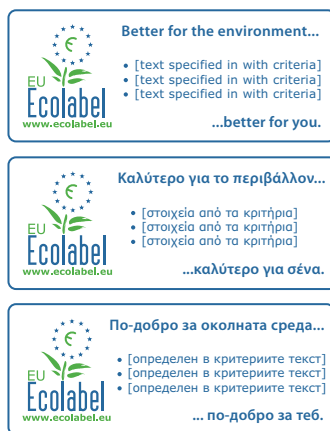 Better for the environment...
• [text specified in with criteria]
• [text specified in with criteria]
• [text specified in with criteria]
EU
Ecolabel
www.ecolabel.eu
...better for you.
Καλύτερο για το περιβάλλον...
• [στοιχεία από τα κριτήρια]
• [στοιχεία από τα κριτήρια]
• [στοιχεία από τα κριτήρια]
EU
Ecolabel
www.ecolabel.eu
...καλύτερο για σένα.
По-добро за околната среда...
• [определен в критериите текст]
• [определен в критериите текст]
• [определен в критериите текст]
EU
Ecolabel
www.ecolabel.eu
... по-добро за теб.